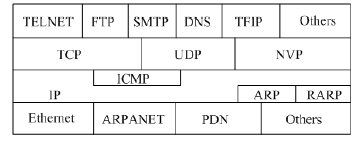 TELNET FTP SMTP DNS TFIP Others
TCP UDP NVP
ICMP
IP ARP RARP
Ethernet ARPANET PDN Others